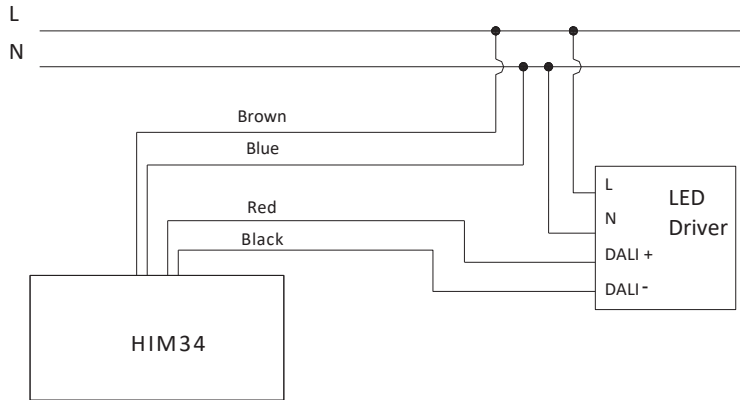 L
N
Brown
Blue
Red
Black
HIM34
L
N
DALI +
DALI -
LED
Driver